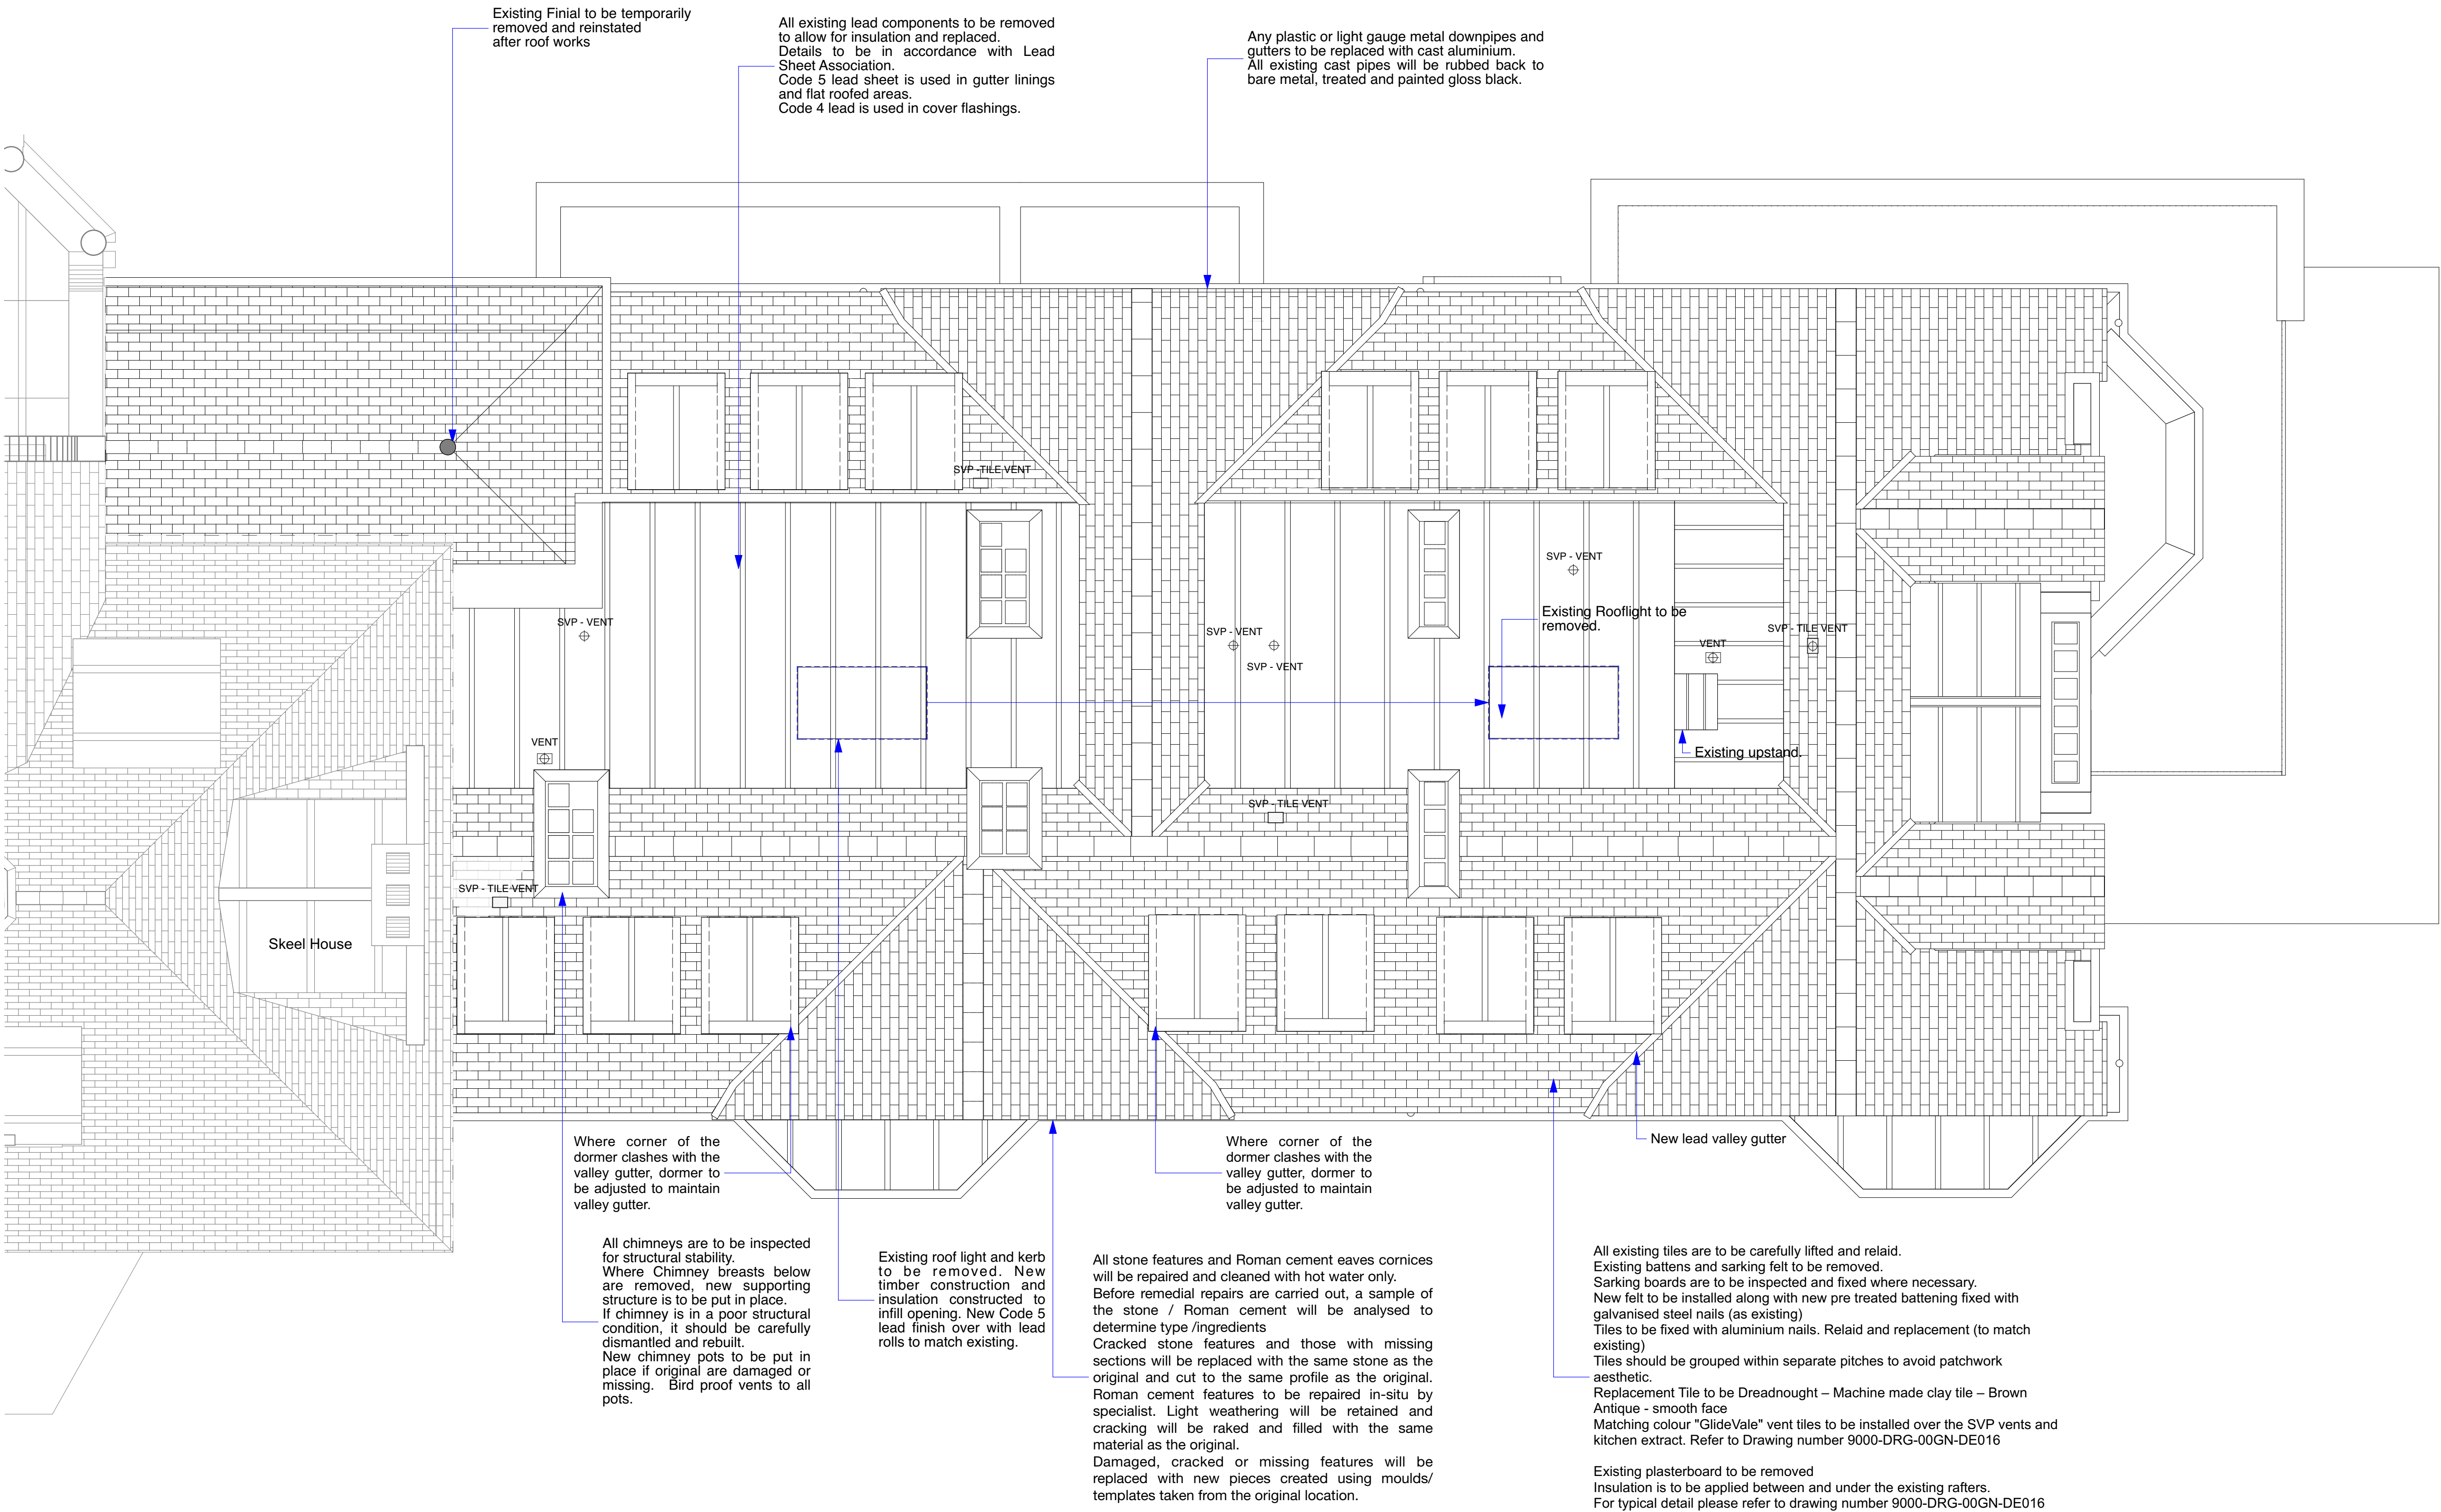 Existing Finial to be temporarily
removed and reinstated
after roof works
All existing lead components to be removed
to allow for insulation and replaced.
Details to be in accordance with Lead
Sheet Association.
Code 5 lead sheet is used in gutter linings
and flat roofed areas.
Code 4 lead is used in cover flashings.
Any plastic or light gauge metal downpipes and
gutters to be replaced with cast aluminium.
All existing cast pipes will be rubbed back to
bare metal, treated and painted gloss black.
SVP -TILE VENT
SVP - VENT
Existing Rooflight to be
removed.
SVP - VENT
SVP - VENT
SVP - VENT
SVP - TILE VENT
VENT
VENT
Existing upstand.
SVP - TILE VENT
SVP - TILE VENT
Skeel House
Where corner of the
dormer clashes with the
valley gutter, dormer to
be adjusted to maintain
valley gutter.
Where corner of the
dormer clashes with the
valley gutter, dormer to
be adjusted to maintain
valley gutter.
New lead valley gutter
All chimneys are to be inspected
for structural stability.
Where Chimney breasts below
are removed, new supporting
structure is to be put in place.
If chimney is in a poor structural
condition, it should be carefully
dismantled and rebuilt.
New chimney pots to be put in
place if original are damaged or
missing. Bird proof vents to all
pots.
Existing roof light and kerb
to be removed. New
timber construction and
insulation constructed to
infill opening. New Code 5
lead finish over with lead
rolls to match existing.
All stone features and Roman cement eaves cornices
will be repaired and cleaned with hot water only.
Before remedial repairs are carried out, a sample of
the stone / Roman cement will be analysed to
determine type /ingredients
Cracked stone features and those with missing
sections will be replaced with the same stone as the
original and cut to the same profile as the original.
Roman cement features to be repaired in-situ by
specialist. Light weathering will be retained and
cracking will be raked and filled with the same
material as the original.
Damaged, cracked or missing features will be
replaced with new pieces created using moulds/
templates taken from the original location.
All existing tiles are to be carefully lifted and relaid.
Existing battens and sarking felt to be removed.
Sarking boards are to be inspected and fixed where necessary.
New felt to be installed along with new pre treated battening fixed with
galvanised steel nails (as existing)
Tiles to be fixed with aluminium nails. Relaid and replacement (to match
existing)
Tiles should be grouped within separate pitches to avoid patchwork
aesthetic.
Replacement Tile to be Dreadnought – Machine made clay tile – Brown
Antique - smooth face
Matching colour "GlideVale" vent tiles to be installed over the SVP vents and
kitchen extract. Refer to Drawing number 9000-DRG-00GN-DE016
Existing plasterboard to be removed
Insulation is to be applied between and under the existing rafters.
For typical detail please refer to drawing number 9000-DRG-00GN-DE016